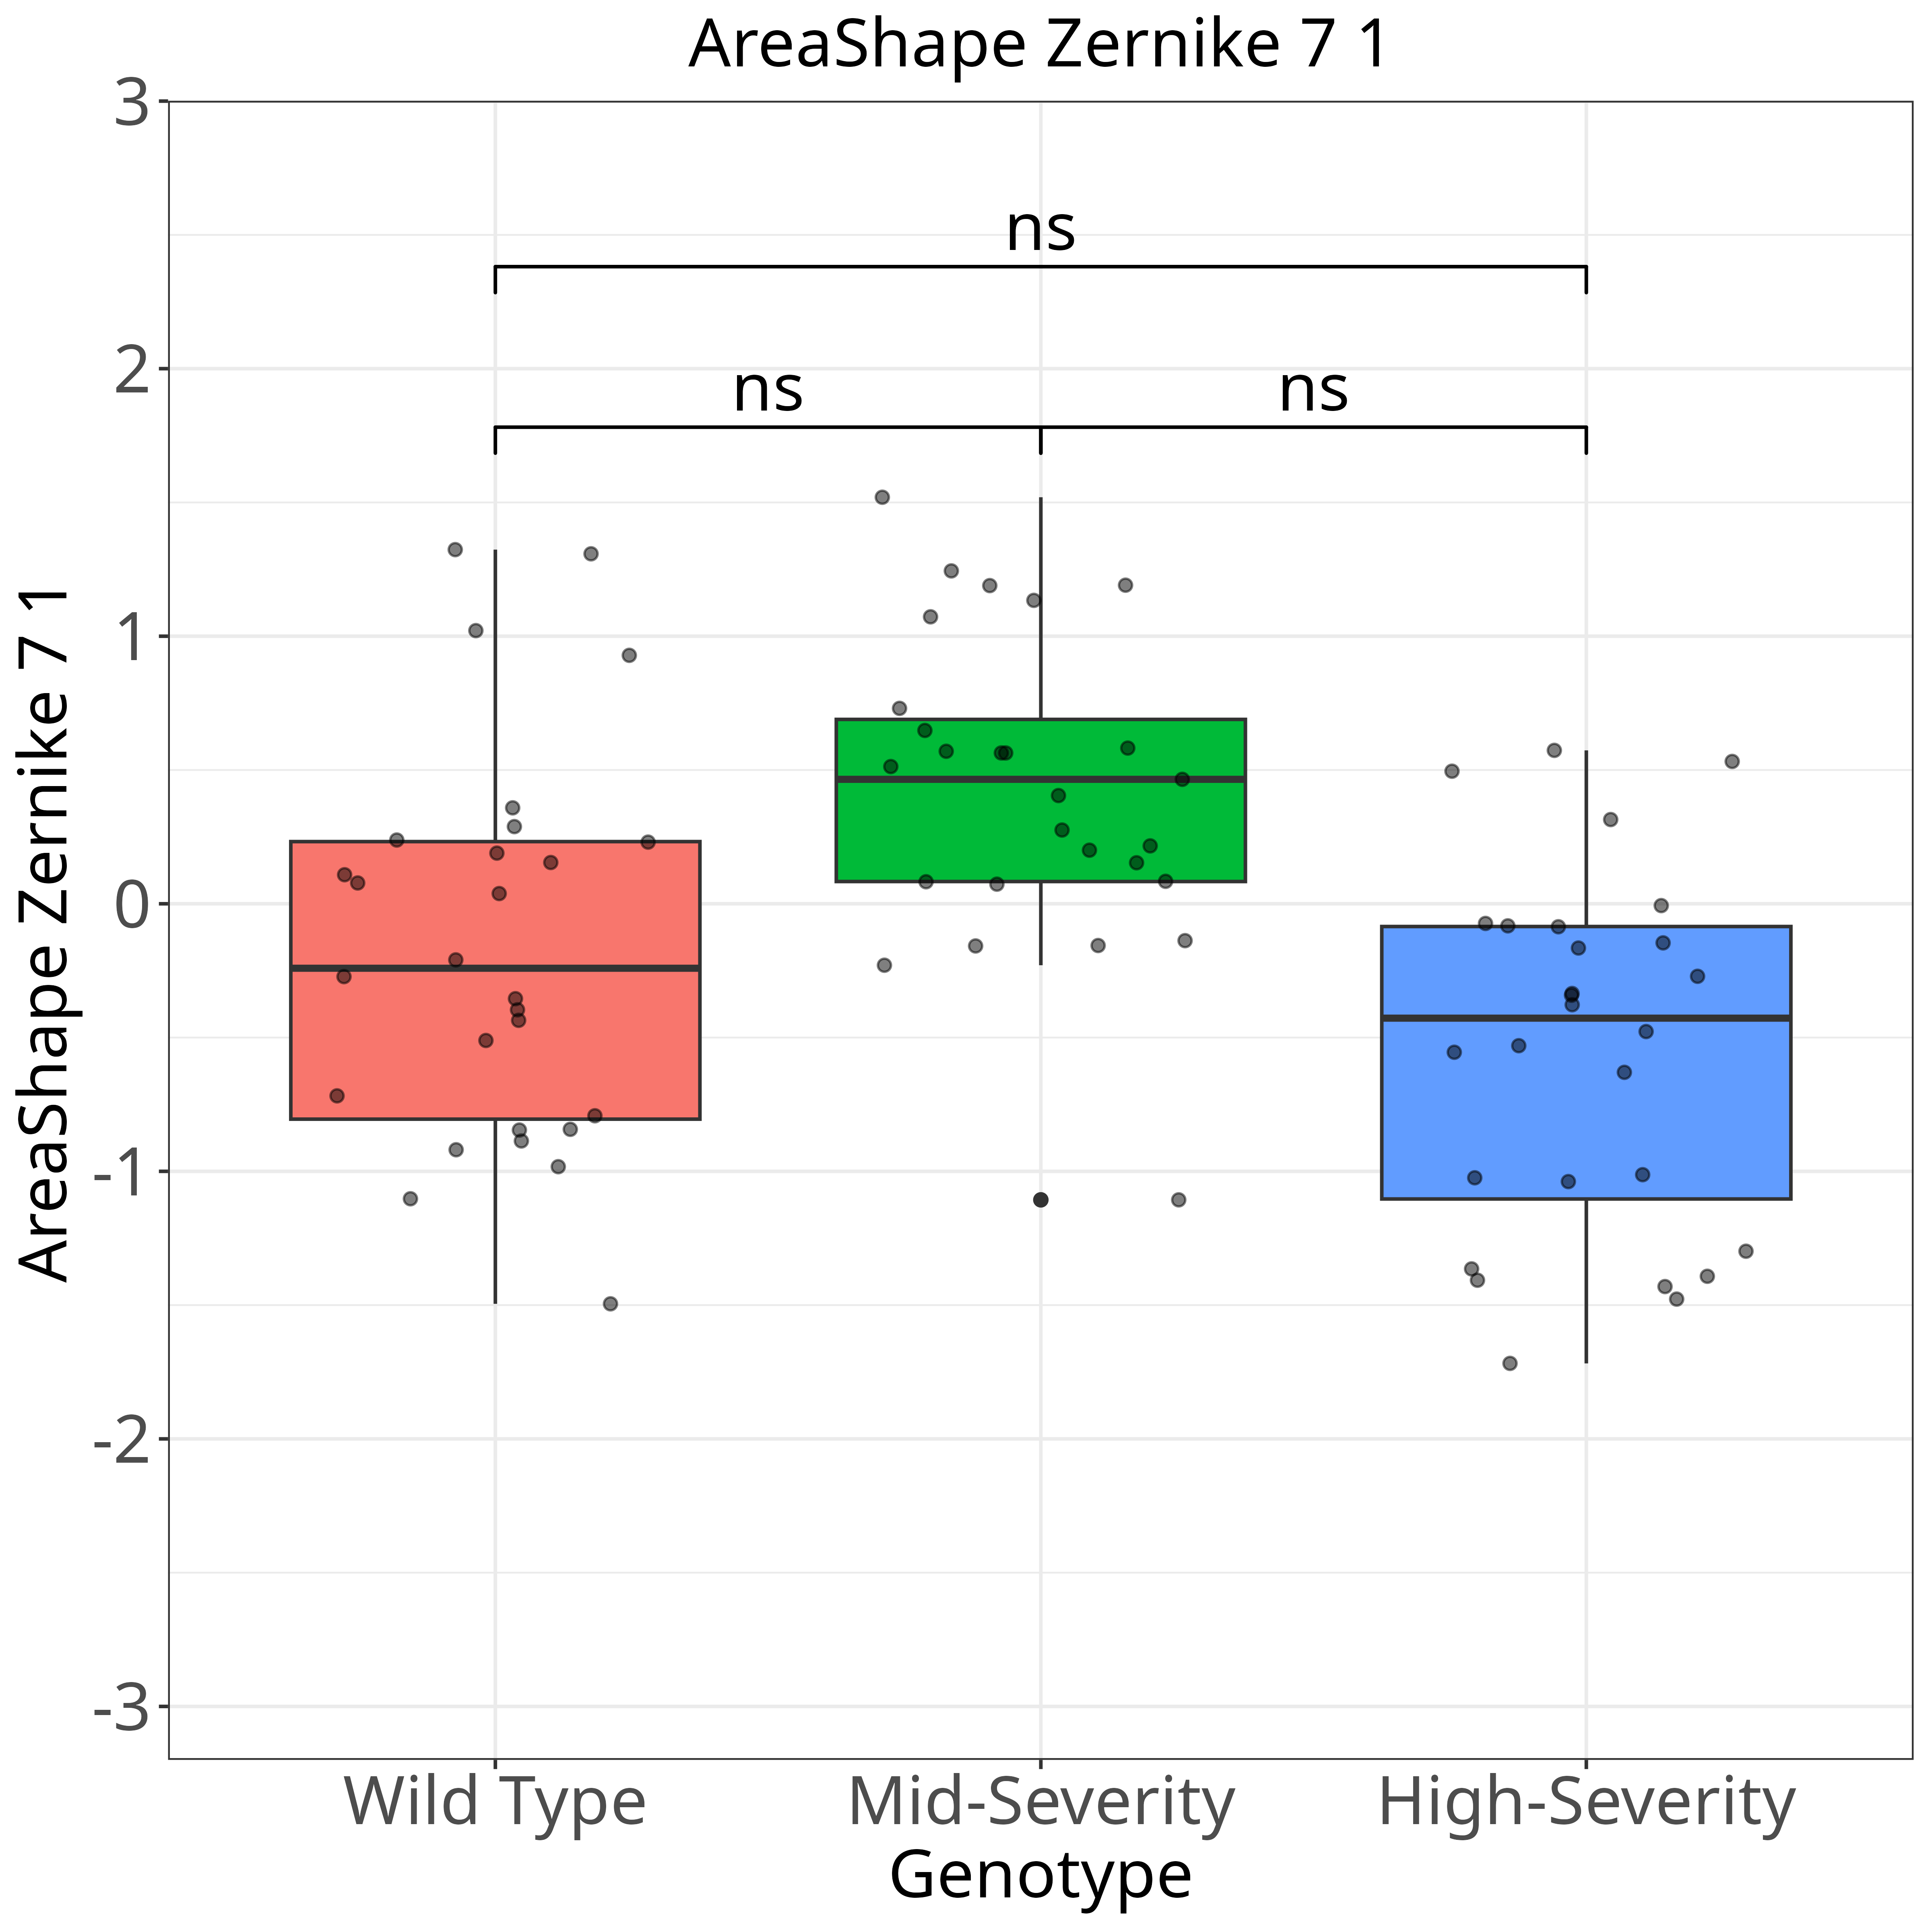 AreaShape Zernike 7 1
AreaShape Zernike 7 1
3
2
1
0
-1
-2
-3
ns
ns
ns
Wild Type
Mid-Severity
High-Severity
Genotype